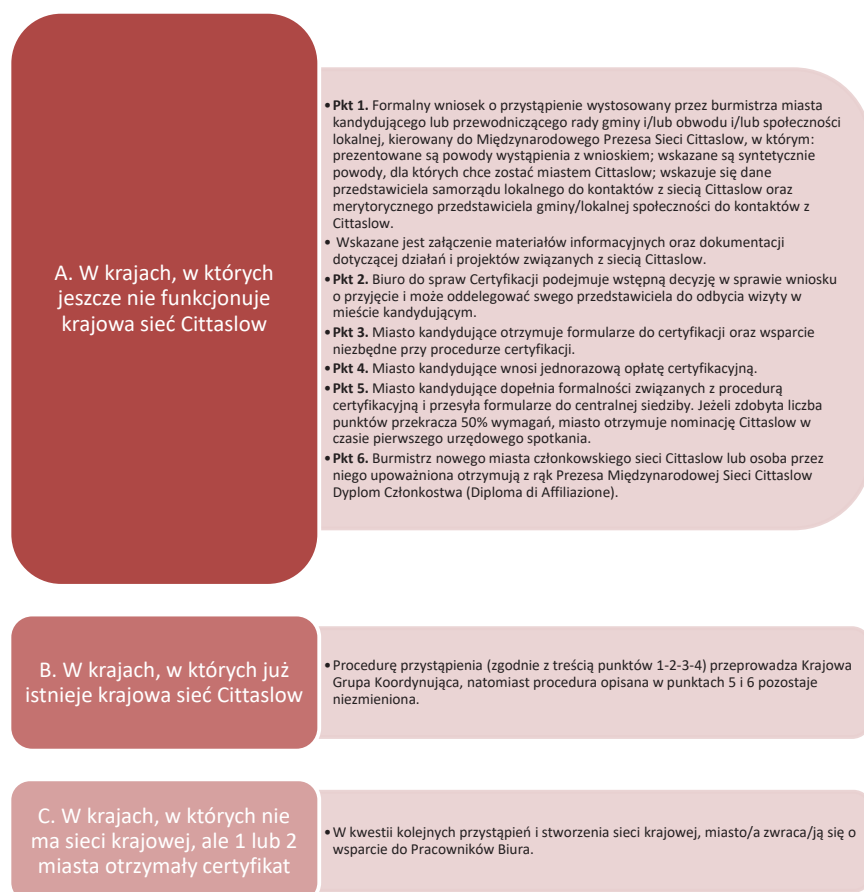 A. W krajach, w których
jeszcze nie funkcjonuje
krajowa sieć Cittaslow
•Pkt 1. Formalny wniosek o przystąpienie wystosowany przez burmistrza miasta
kandydującego lub przewodniczącego rady gminy i/lub obwodu i/lub społeczności
lokalnej, kierowany do Międzynarodowego Prezesa Sieci Cittaslow, w którym:
prezentowane są powody wystąpienia z wnioskiem; wskazane są syntetycznie
powody, dla których chce zostać miastem Cittaslow; wskazuje się dane
przedstawiciela samorządu lokalnego do kontaktów z siecią Cittaslow oraz
merytorycznego przedstawiciela gminy/lokalnej społeczności do kontaktów z
Cittaslow.
• Wskazane jest załączenie materiałów informacyjnych oraz dokumentacji
dotyczącej działań i projektów związanych z siecią Cittaslow.
•Pkt 2. Biuro do spraw Certyfikacji podejmuje wstępną decyzję w sprawie wniosku
o przyjęcie i może oddelegować swego przedstawiciela do odbycia wizyty w
mieście kandydującym.
•Pkt 3. Miasto kandydujące otrzymuje formularze do certyfikacji oraz wsparcie
niezbędne przy procedurze certyfikacji.
•Pkt 4. Miasto kandydujące wnosi jednorazową opłatę certyfikacyjną.
•Pkt 5. Miasto kandydujące dopełnia formalności związanych z procedurą
certyfikacyjną i przesyła formularze do centralnej siedziby. Jeżeli zdobyta liczba
punktów przekracza 50% wymagań, miasto otrzymuje nominację Cittaslow w
czasie pierwszego urzędowego spotkania.
•Pkt 6. Burmistrz nowego miasta członkowskiego sieci Cittaslow lub osoba przez
niego upoważniona otrzymują z rąk Prezesa Międzynarodowej Sieci Cittaslow
Dyplom Członkostwa (Diploma di Affiliazione).
B. W krajach, w których już
istnieje krajowa sieć Cittaslow
•Procedurę przystąpienia (zgodnie z treścią punktów 1-2-3-4) przeprowadza Krajowa
Grupa Koordynująca, natomiast procedura opisana w punktach 5 i 6 pozostaje
niezmieniona.
C. W krajach, w których nie
ma sieci krajowej, ale 1 lub 2
miasta otrzymały certyfikat
•W kwestii kolejnych przystąpień i stworzenia sieci krajowej, miasto/a zwraca/ją się o
wsparcie do Pracowników Biura.